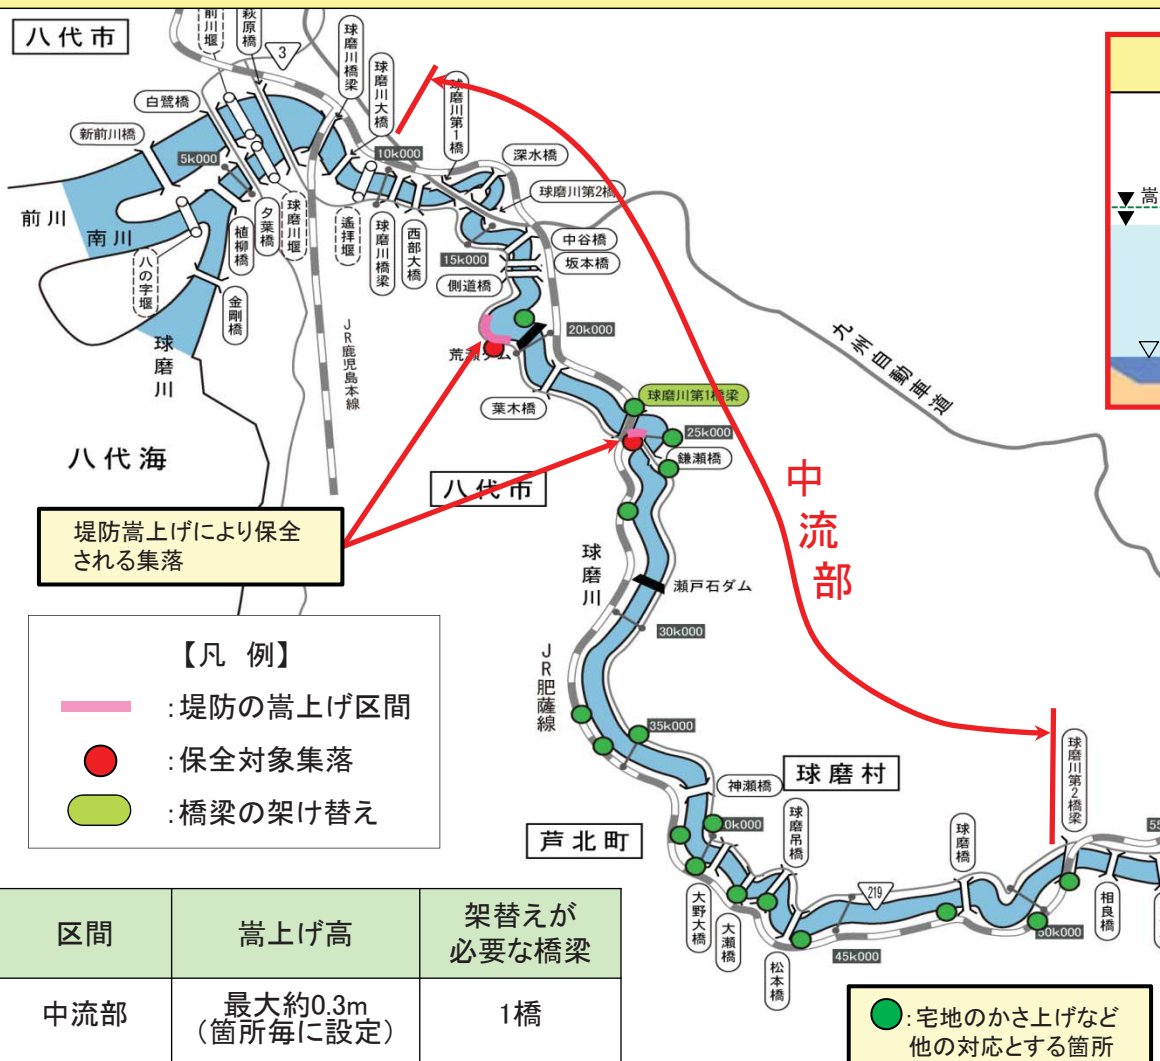 八代市
前川堰
萩原橋
3
球磨川橋梁
球磨川大橋
球磨川第1橋
白鷺橋
新前川橋
5k000
10k000
深水橋
球磨川第2橋
前川
南川
八の字堰
植柳橋
夕葉橋
球磨川堰
遙拝堰
球磨川橋梁
西部大橋
15k000
中谷橋
坂本橋
側道橋
金剛橋
球磨川
JR鹿児島本線
20k000
荒瀬ダム
九州自動車道
葉木橋
球磨川第1橋梁
25k000
鎌瀬橋
八代海
八代市
中流部
堤防嵩上げにより保全
される集落
球磨川
瀬戸石ダム
30k000
JR肥薩線
35k000
【凡 例】
:堤防の嵩上げ区間
:保全対象集落
:橋梁の架け替え
神瀬橋
球磨村
球磨川第2橋梁
0k000
球磨吊橋
球磨橋
55
芦北町
219
大野大橋
大瀬橋
松本橋
45k000
50k000
相良橋
区間
嵩上げ高
架替えが
必要な橋梁
中流部
最大約0.3m
(箇所毎に設定)
1橋
:宅地のかさ上げなど
他の対応とする箇所
嵩